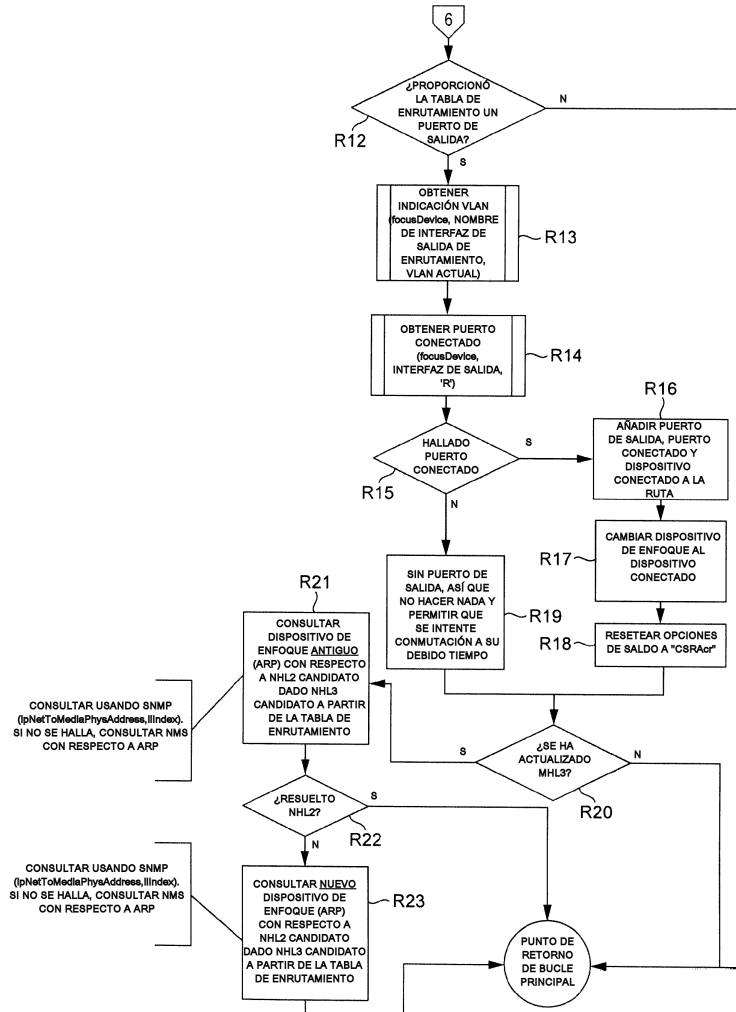 6
¿PROPORCIONÓ
LA TABLA DE
ENRUTAMIENTO UN
PUERTO DE
SALIDA?
N
R12
S
OBTENER
INDICACIÓN VLAN
(focusDevice, NOMBRE
DE INTERFAZ DE
SALIDA DE
ENRUTAMIENTO,
VLAN ACTUAL)
R13
OBTENER PUERTO
CONECTADO
(focusDevice,
INTERFAZ DE SALIDA,
'R')
R14
HALLADO
PUERTO
CONECTADO
S
R15
N
R16
AÑADIR PUERTO
DE SALIDA, PUERTO
CONECTADO Y
DISPOSITIVO
CONECTADO A LA
RUTA
CAMBIAR DISPOSITIVO
DE ENFOQUE AL
DISPOSITIVO
CONECTADO
R17
RESETEAR OPCIONES
DE SALDO A "CSRAcr"
R18
SIN PUERTO DE
SALIDA, ASÍ QUE
NO HACER NADA Y
PERMITIR QUE
SE INTENTE
CONMUTACIÓN A SU
DEBIDO TIEMPO
R19
¿SE HA
ACTUALIZADO
MHL3?
S
N
R20
R21
CONSULTAR
DISPOSITIVO DE
ENFOQUE ANTIGUO
(ARP) CON RESPECTO
A NHL2 CANDIDATO
DADO NHL3
CANDIDATO A PARTIR
DE LA TABLA DE
ENRUTAMIENTO
CONSULTAR USANDO SNMP
(IpNetToMediaPhysAddress,IIIndex).
SI NO SE HALLA, CONSULTAR NMS
CON RESPECTO A ARP
¿RESUELTO
NHL2?
S
R22
N
CONSULTAR USANDO SNMP
(IpNetToMediaPhysAddress,IIIndex).
SI NO SE HALLA, CONSULTAR NMS
CON RESPECTO A ARP
CONSULTAR NUEVO
DISPOSITIVO DE
ENFOQUE (ARP)
CON RESPECTO A
NHL2 CANDIDATO
DADO NHL3 CANDIDATO
A PARTIR DE LA TABLA
DE ENRUTAMIENTO
R23
PUNTO DE
RETORNO
DE BUCLE
PRINCIPAL